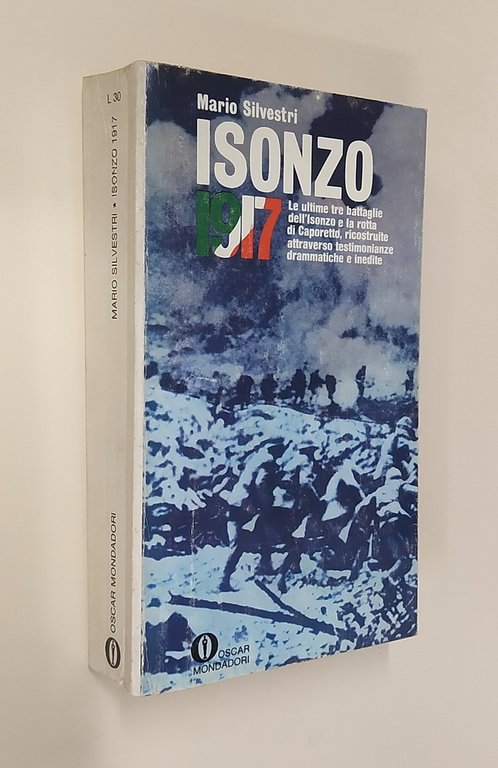 Mario Silvestri
ISONZO
1917
Le ultime tre battaglie
dell'Isonzo e la rotta
di Caporetto, ricostruite
attraverso testimonianze
drammatiche e inedite
OSCAR
MONDADORI
L 30
MARIO SILVESTRI * ISONZO 1917
OSCAR MONDADORI